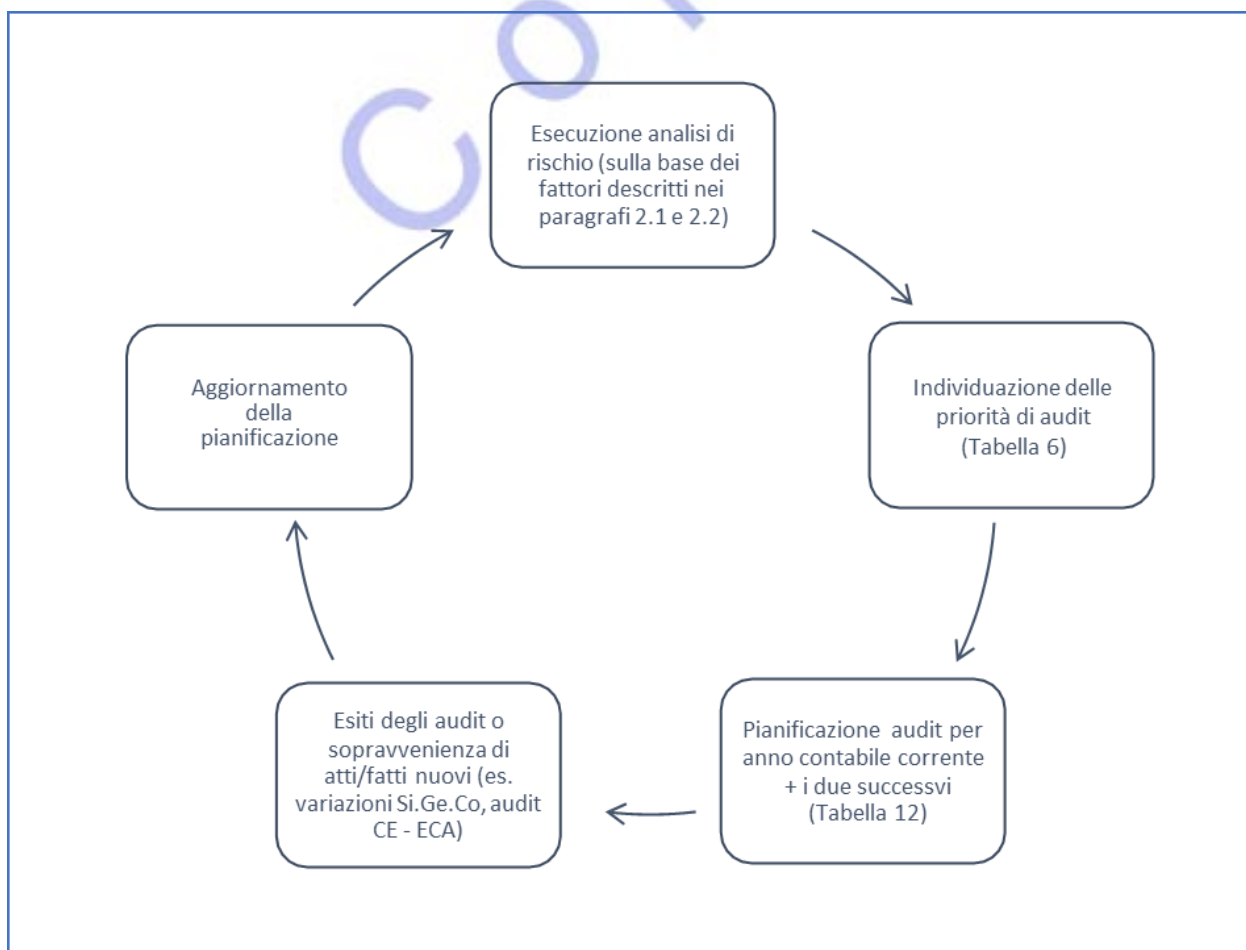 Esecuzione analisi di
rischio (sulla base dei
fattori descritti nei
paragrafi 2.1 e 2.2)
Individuazione delle
priorità di audit
(Tabella 6)
Pianificazione audit per
anno contabile corrente
+ i due successvi
(Tabella 12)
Esiti degli audit o
sopravvenienza di
atti/fatti nuovi (es.
variazioni Si.Ge.Co, audit
CE - ECA)
Aggiornamento
della
pianificazione